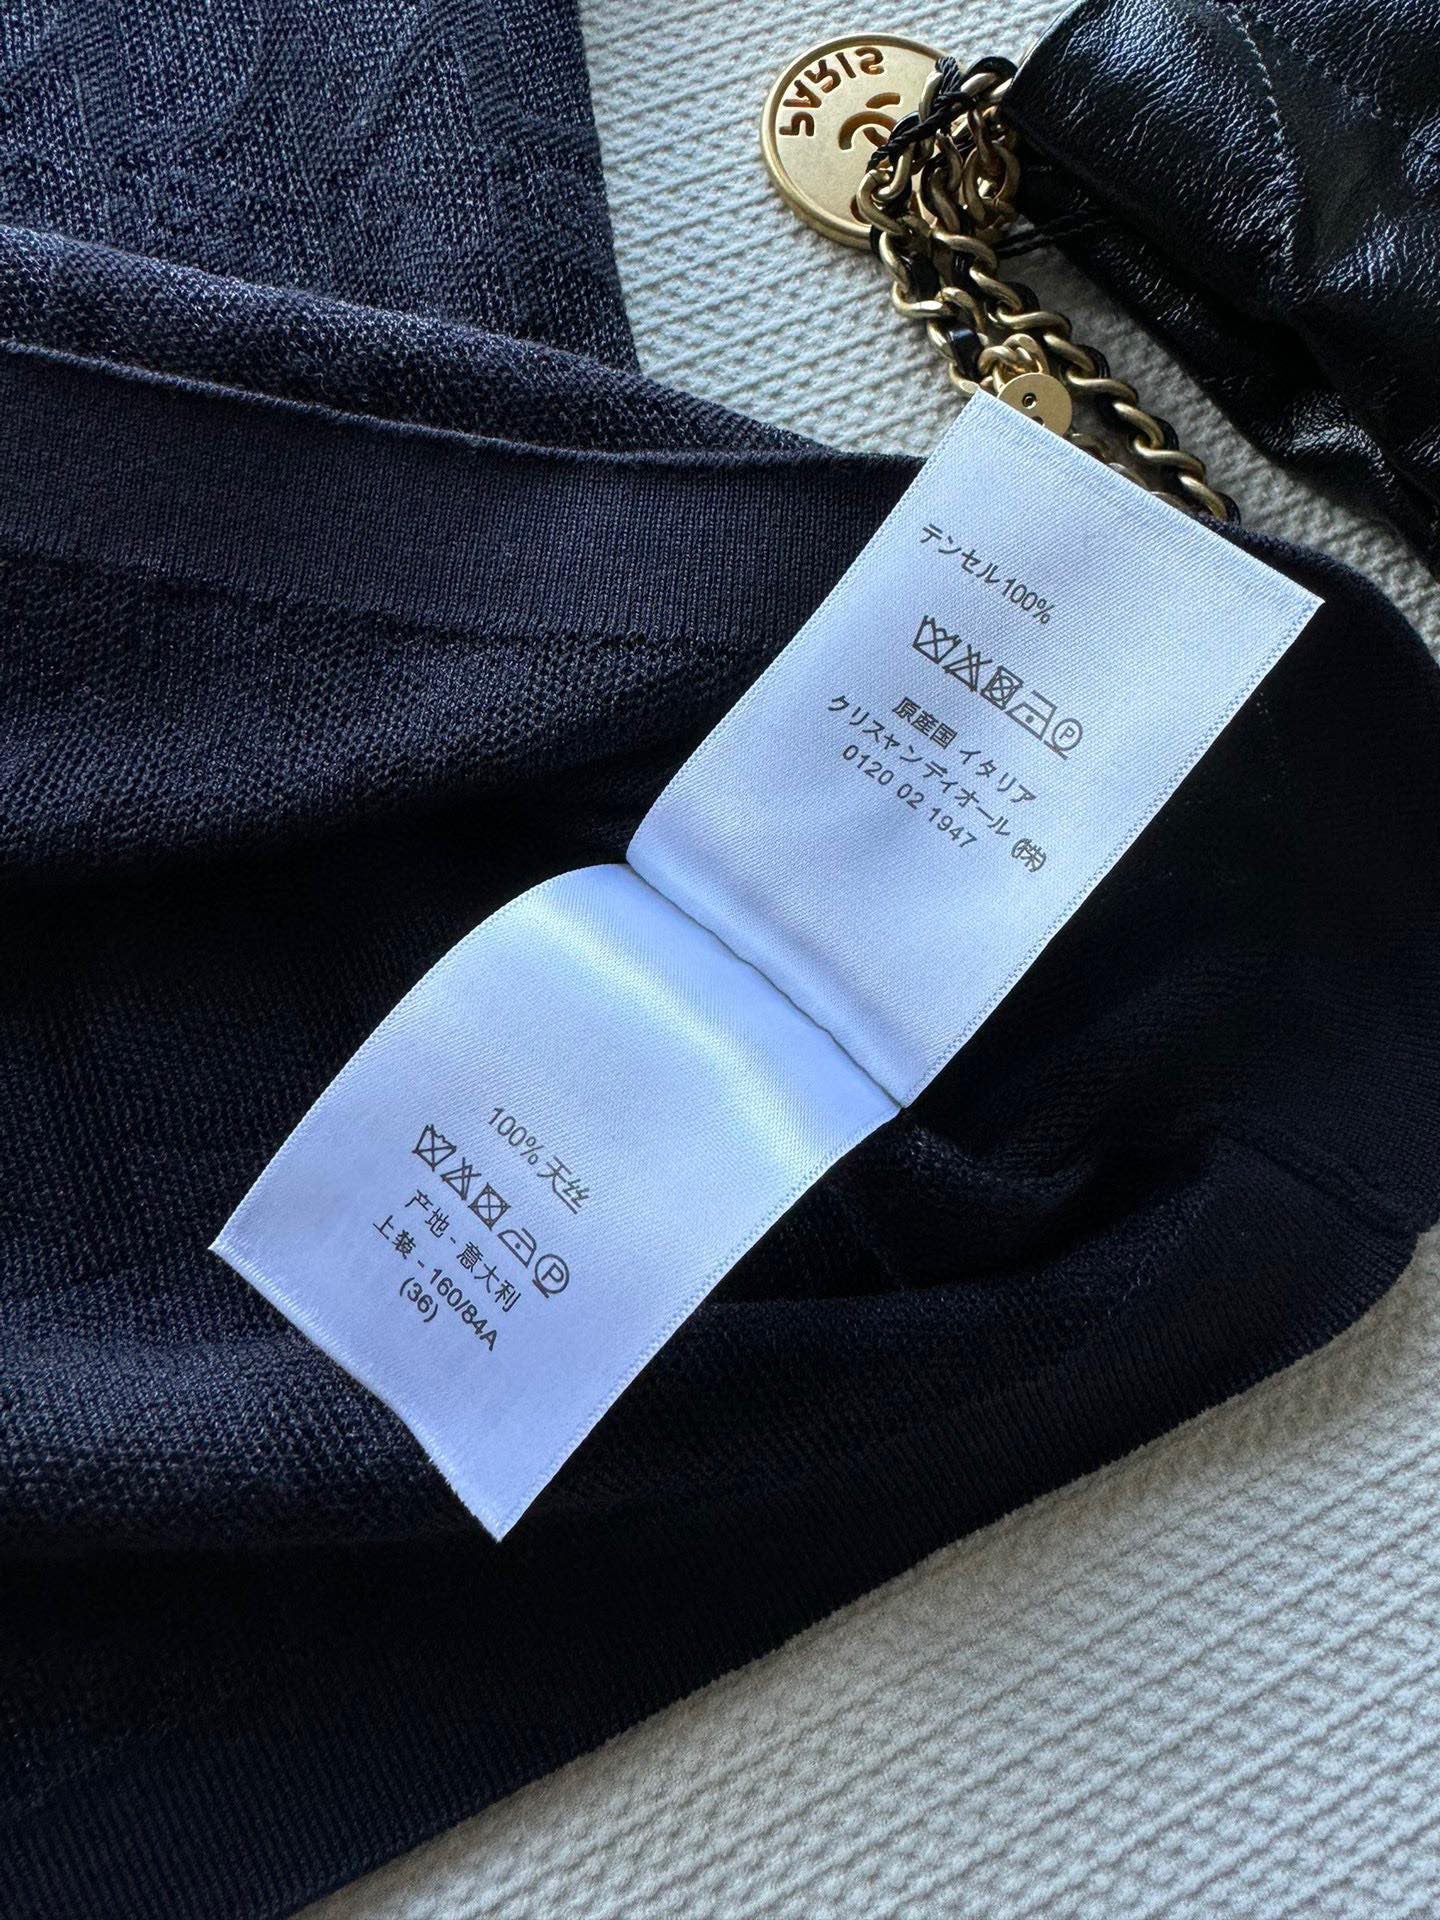 PARIS
テンセル100%
P
原産国 イタリア
クリスャンディオール (株)
0120 02 1947
100% 天丝
P
产地 - 意大利
上装 - 160/84A
(36)